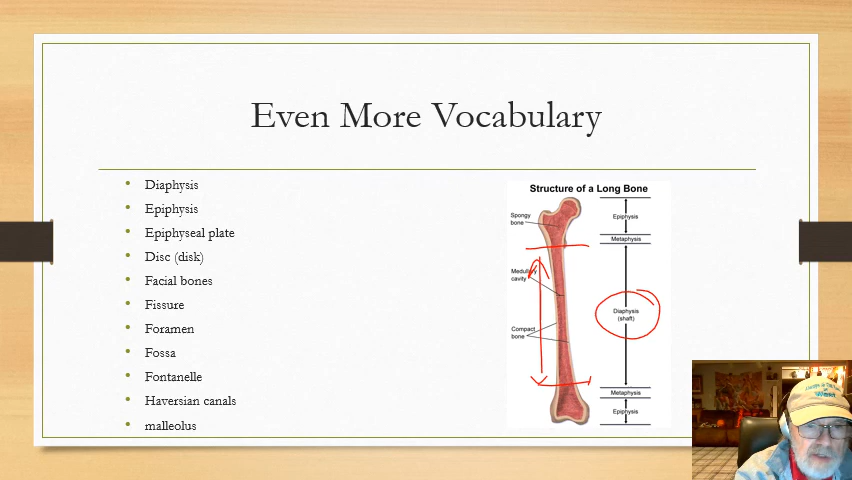 Even More Vocabulary
Diaphysis
Epiphysis
Epiphyseal plate
Disc (disk)
Facial bones
Fissure
Foramen
Fossa
Fontanelle
Haversian canals
malleolus
Structure of a Long Bone
Spongy
bone
Epiphysis
Metaphysis
cavity
Diaphysis
(shaft)
Compact
bone
Metaphysis
Epiphysis